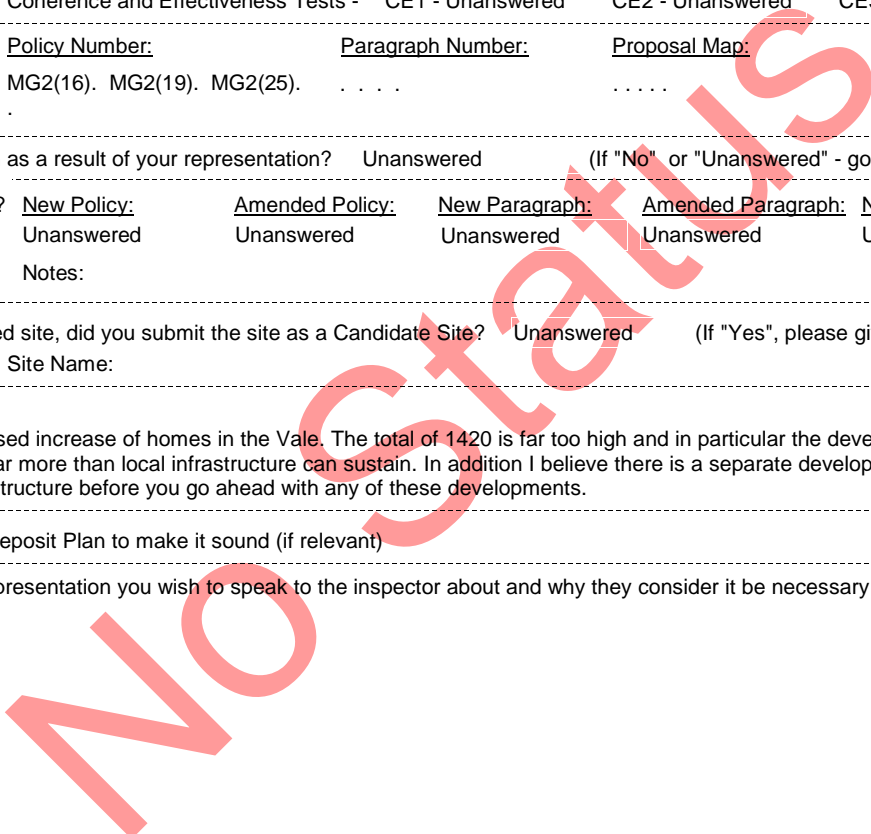 Coherence and Effectiveness Tests - CE1 - Unanswered CE2 - Unanswered
Policy Number: Paragraph Number: Proposal Map:
MG2(16). MG2(19). MG2(25). . . . . . . . . .
.
as a result of your representation? Unanswered (If "No" or "Unanswered" - go
? New Policy: Amended Policy: New Paragraph: Amended Paragraph: N
Unanswered Unanswered Unanswered Unanswered U
Notes:
ed site, did you submit the site as a Candidate Site? Unanswered (If "Yes", please gi
Site Name:
sed increase of homes in the Vale. The total of 1420 is far too high and in particular the deve
ar more than local infrastructure can sustain. In addition I believe there is a separate develop
structure before you go ahead with any of these developments.
eposit Plan to make it sound (if relevant)
presentation you wish to speak to the inspector about and why they consider it be necessary
No Status